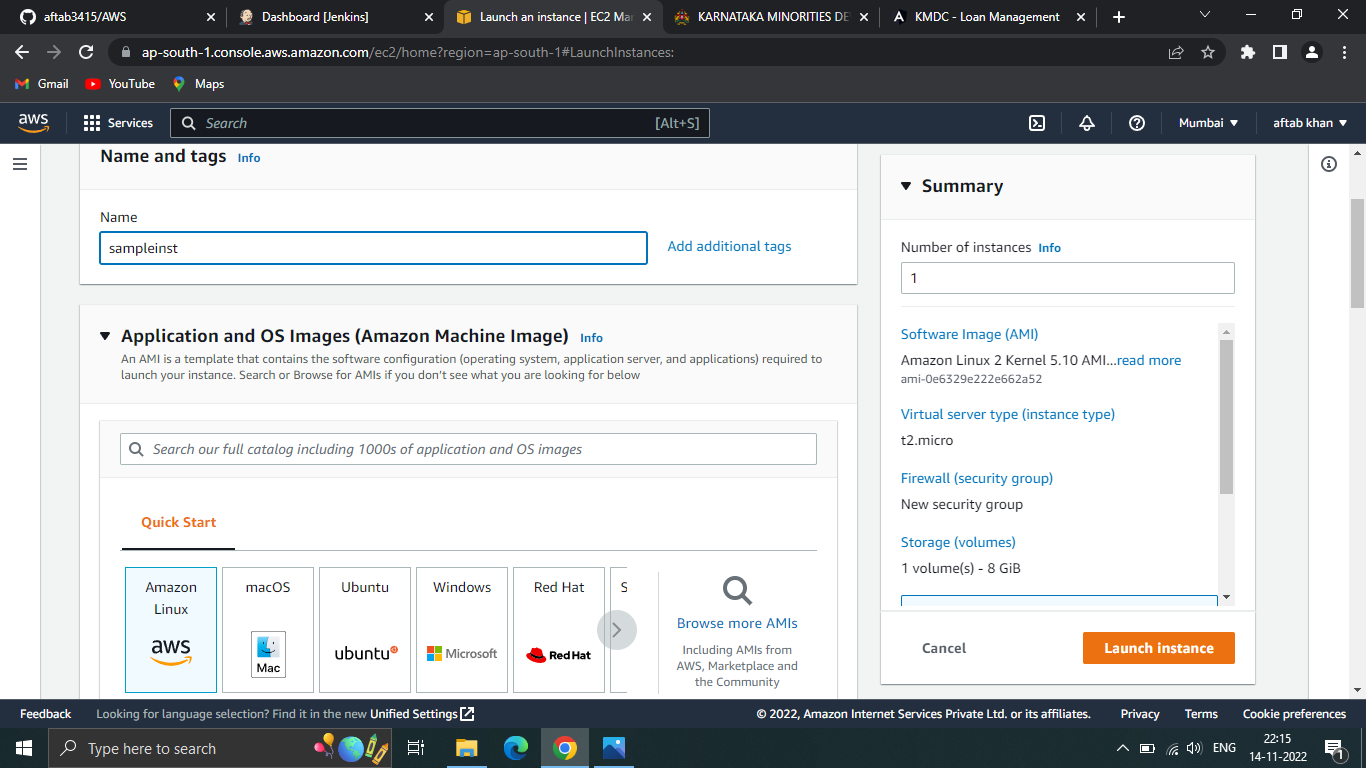 aftab3415/AWS
Dashboard [Jenkins]
Launch an instance | EC2 Mar
KARNATAKA MINORITIES DE
KMDC - Loan Management
ap-south-1.console.aws.amazon.com/ec2/home?region=ap-south-1#LaunchInstances:
Gmail
YouTube
Maps
aws
Services
Search
[Alt+S]
Mumbai
aftab khan
Name and tags Info
Name
sampleinst
Add additional tags
Application and OS Images (Amazon Machine Image) Info
An AMI is a template that contains the software configuration (operating system, application server, and applications) required to
launch your instance. Search or Browse for AMIs if you don't see what you are looking for below
Search our full catalog including 1000s of application and OS images
Quick Start
Amazon
Linux
aws
macOS
Mac
Ubuntu
ubuntu
Windows
Microsoft
Red Hat
RedHat
S
Browse more AMIs
Including AMIs from
AWS, Marketplace and
the Community
Summary
Number of instances Info
1
Software Image (AMI)
Amazon Linux 2 Kernel 5.10 AMI...read more
ami-0e6329e222e662a52
Virtual server type (instance type)
t2.micro
Firewall (security group)
New security group
Storage (volumes)
1 volume(s) - 8 GiB
Cancel
Launch instance
Feedback
Looking for language selection? Find it in the new Unified Settings
© 2022, Amazon Internet Services Private Ltd. or its affiliates.
Privacy
Terms
Cookie preferences
Type here to search
ENG
22:15
14-11-2022
1